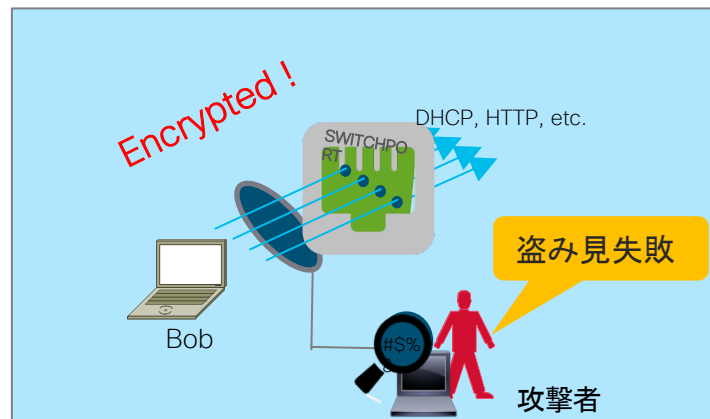 Encrypted !
DHCP, HTTP, etc.
SWITCHPO
RT
盗み見失敗
Bob
#$%
攻撃者